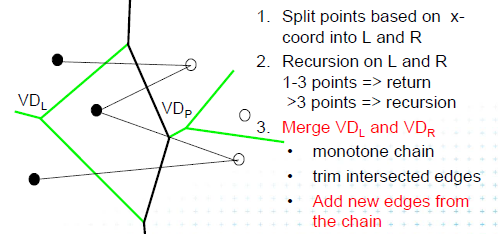 1. Split points based on x-
coord into L and R
2. Recursion on L and R
1-3 points => return
>3 points => recursion
3. Merge VDL and VDR
• monotone chain
• trim intersected edges
• Add new edges from
the chain
VDL
VDP